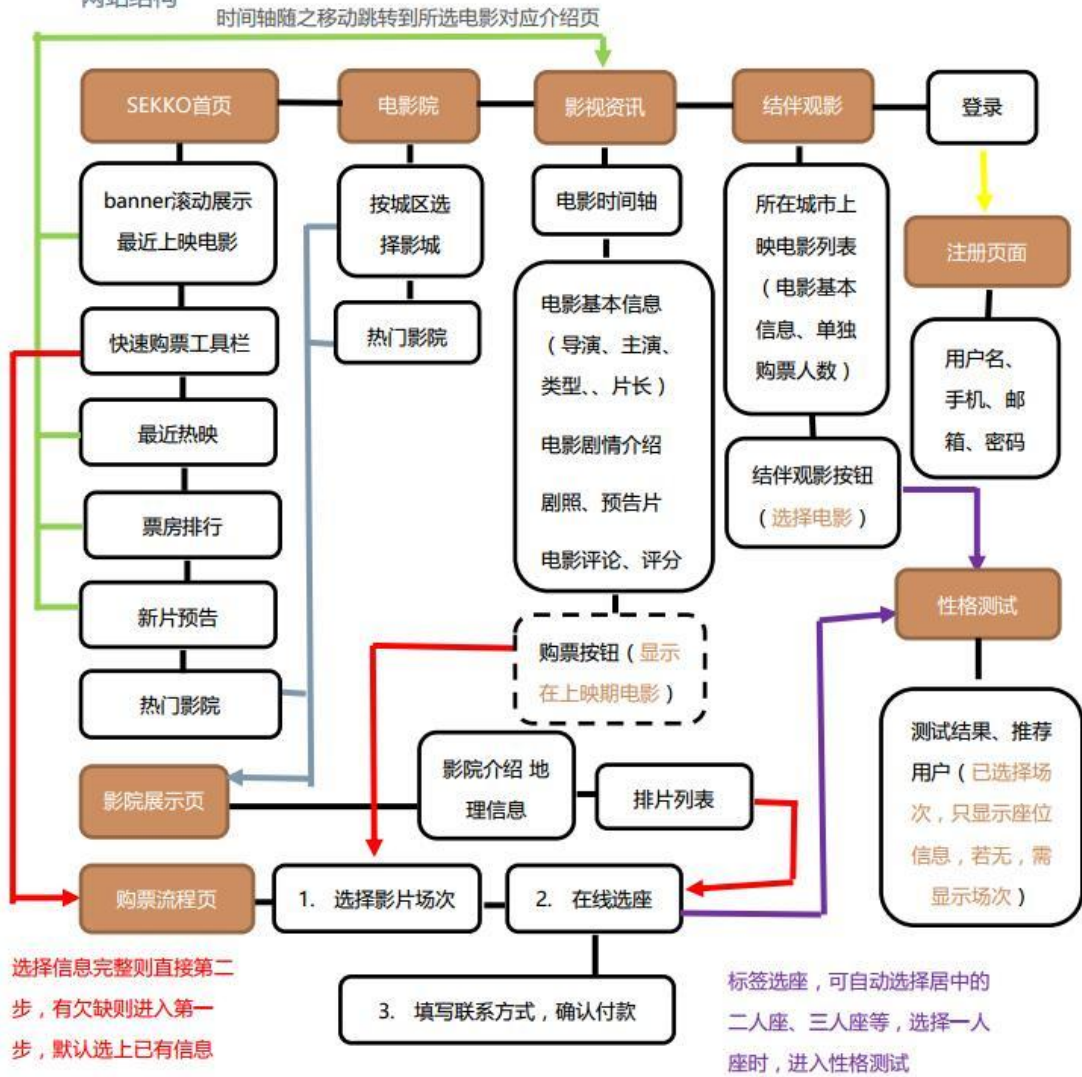 网站结构
时间轴随之移动跳转到所选电影对应介绍页
SEKKO首页
电影院
影视资讯
结伴观影
登录
banner滚动展示
最近上映电影
快速购票工具栏
最近热映
票房排行
新片预告
热门影院
按城区选
择影城
热门影院
电影时间轴
电影基本信息
（导演、主演、
类型、、片长）
电影剧情介绍
剧照、预告片
电影评论、评分
购票按钮（显示
在上映期电影）
所在城市上
映电影列表
（电影基本
信息、单独
购票人数）
结伴观影按钮
（选择电影）
注册页面
用户名、
手机、邮
箱、密码
性格测试
测试结果、推荐
用户（已选择场
次，只显示座位
信息，若无，需
显示场次）
影院展示页
影院介绍 地
理信息
排片列表
购票流程页
1. 选择影片场次
2. 在线选座
3. 填写联系方式，确认付款
选择信息完整则直接第二
步，有欠缺则进入第一
步，默认选上已有信息
标签选座，可自动选择居中的
二人座、三人座等，选择一人
座时，进入性格测试